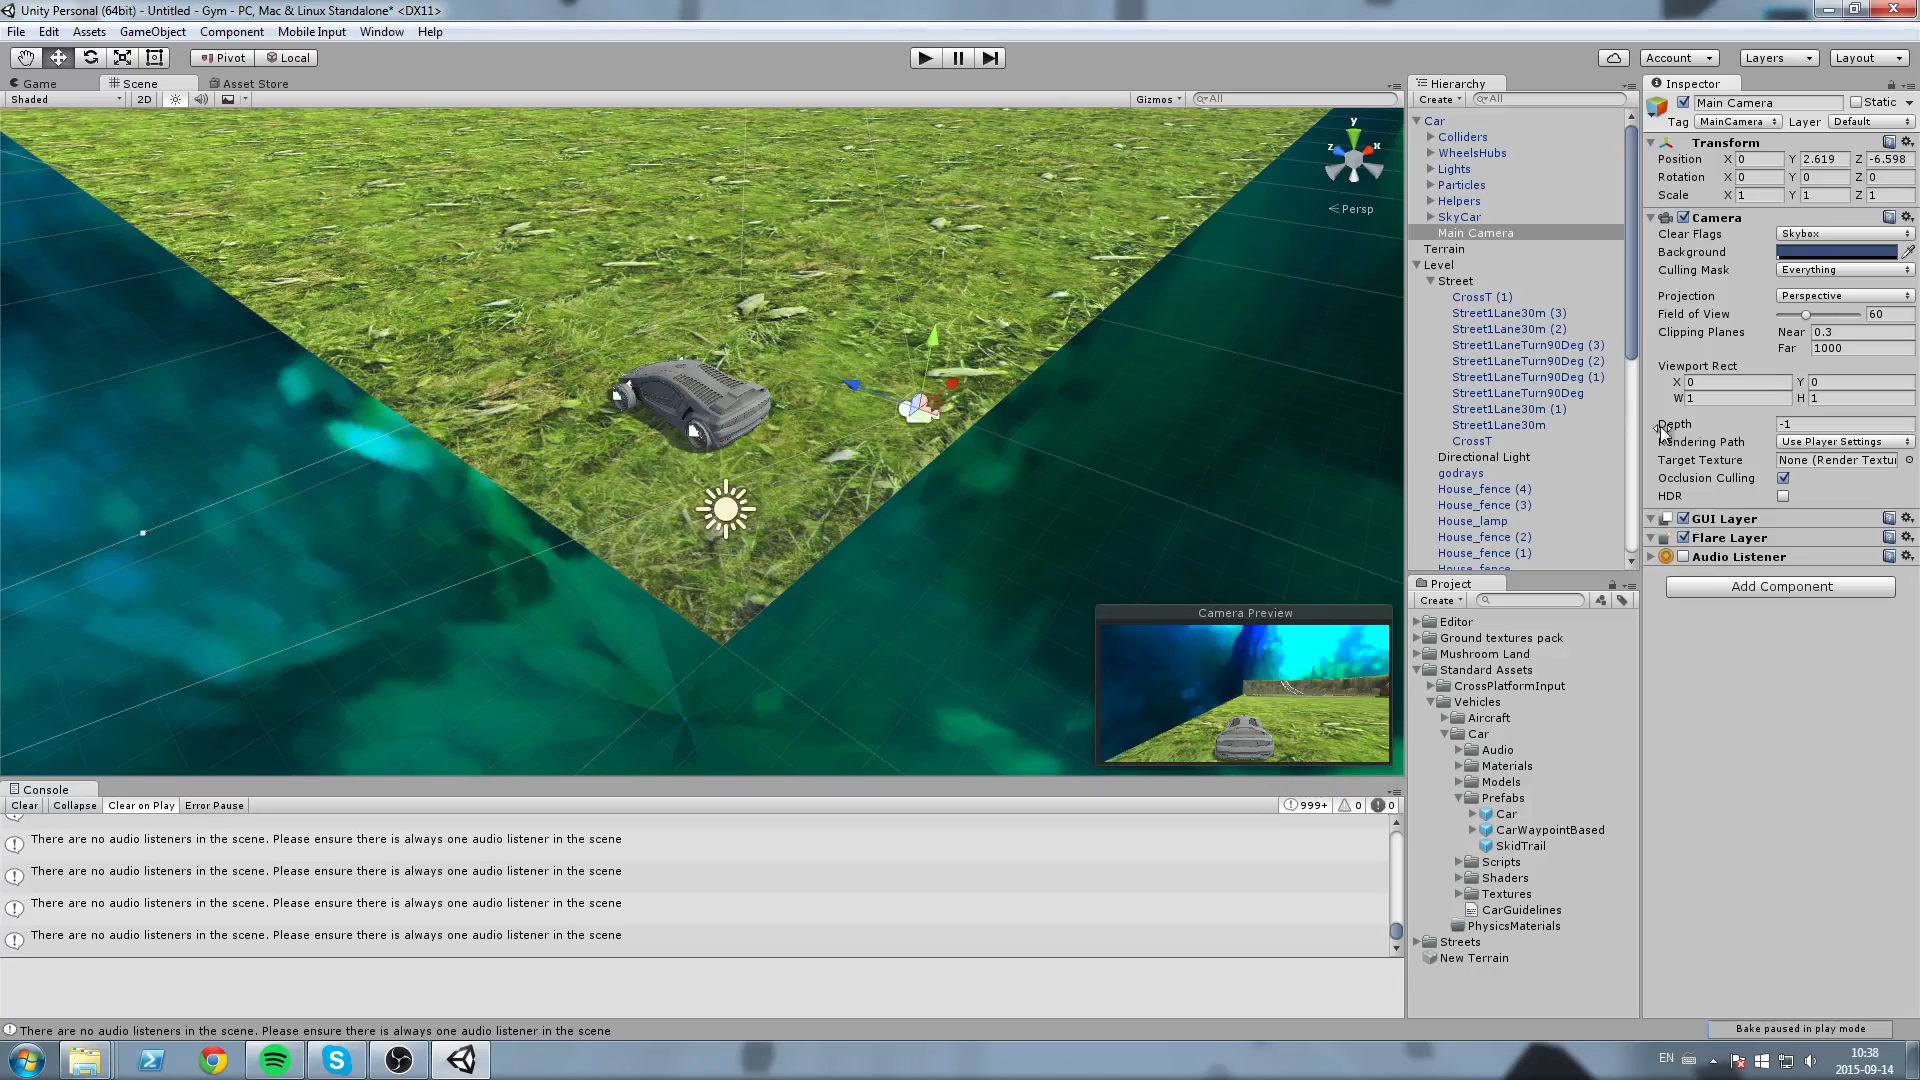 Unity Personal (64bit) - Untitled - Gym - PC, Mac & Linux Standalone* <DX11>
File Edit Assets GameObject Component Mobile Input Window Help
Pivot Local
Account Layers Layout
Game Scene Asset Store
Shaded 2D
Gizmos All
y
z x
Persp
Camera Preview
Hierarchy
Create All
Car
Colliders
WheelsHubs
Lights
Particles
Helpers
SkyCar
Main Camera
Terrain
Level
Street
CrossT (1)
Street1Lane30m (3)
Street1Lane30m (2)
Street1LaneTurn90Deg (3)
Street1LaneTurn90Deg (2)
Street1LaneTurn90Deg (1)
Street1LaneTurn90Deg
Street1Lane30m (1)
Street1Lane30m
CrossT
Directional Light
godrays
House_fence (4)
House_fence (3)
House_lamp
House_fence (2)
House_fence (1)
House_fence
Project
Create
Editor
Ground textures pack
Mushroom Land
Standard Assets
CrossPlatformInput
Vehicles
Aircraft
Car
Audio
Materials
Models
Prefabs
Car
CarWaypointBased
SkidTrail
Scripts
Shaders
Textures
CarGuidelines
PhysicsMaterials
Streets
New Terrain
Inspector
Main Camera Static
Tag MainCamera Layer Default
Transform
Position X 0 Y 2.619 Z -6.598
Rotation X 0 Y 0 Z 0
Scale X 1 Y 1 Z 1
Camera
Clear Flags Skybox
Background
Culling Mask Everything
Projection Perspective
Field of View 60
Clipping Planes Near 0.3
Far 1000
Viewport Rect
X 0 Y 0
W 1 H 1
Depth -1
Rendering Path Use Player Settings
Target Texture None (Render Textur
Occlusion Culling
HDR
GUI Layer
Flare Layer
Audio Listener
Add Component
Console
Clear Collapse Clear on Play Error Pause 999+ 0 0
There are no audio listeners in the scene. Please ensure there is always one audio listener in the scene
There are no audio listeners in the scene. Please ensure there is always one audio listener in the scene
There are no audio listeners in the scene. Please ensure there is always one audio listener in the scene
There are no audio listeners in the scene. Please ensure there is always one audio listener in the scene
There are no audio listeners in the scene. Please ensure there is always one audio listener in the scene
Bake paused in play mode
EN
10:38
2015-09-14